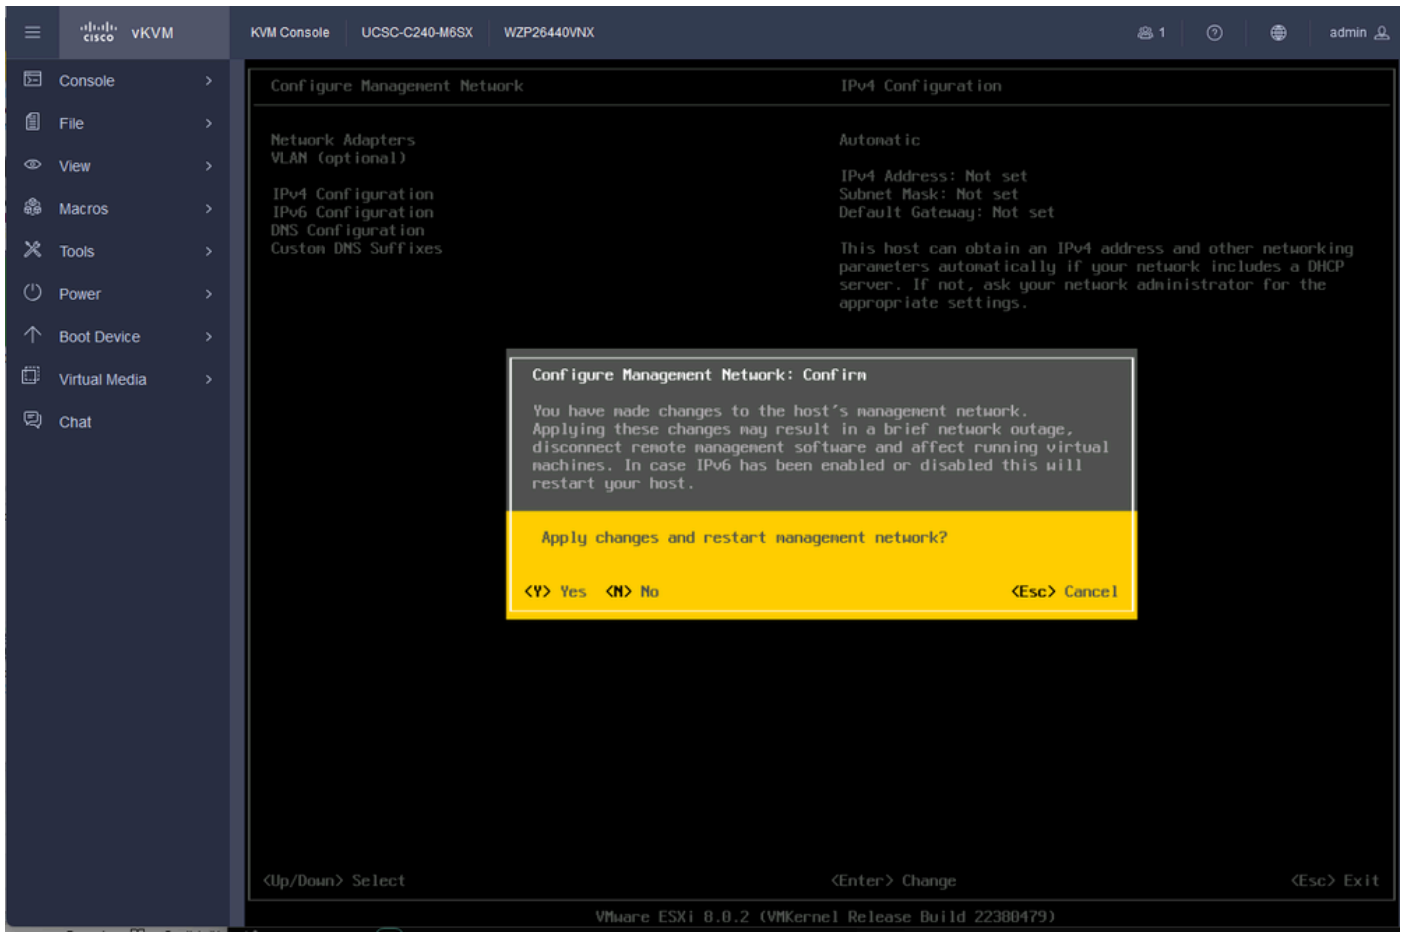 cisco vKVM
KVM Console UCSC-C240-M6SX WZP26440VNX
1 admin
Console
File
View
Macros
Tools
Power
Boot Device
Virtual Media
Chat
Configure Management Network
IPv4 Configuration
Network Adapters
VLAN (optional)
IPv4 Configuration
IPv6 Configuration
DNS Configuration
Custom DNS Suffixes
Automatic
IPv4 Address: Not set
Subnet Mask: Not set
Default Gateway: Not set
This host can obtain an IPv4 address and other networking
parameters automatically if your network includes a DHCP
server. If not, ask your network administrator for the
appropriate settings.
Configure Management Network: Confirm
You have made changes to the host's management network.
Applying these changes may result in a brief network outage,
disconnect remote management software and affect running virtual
machines. In case IPv6 has been enabled or disabled this will
restart your host.
Apply changes and restart management network?
<Y> Yes <N> No <Esc> Cancel
<Up/Down> Select <Enter> Change <Esc> Exit
VMware ESXi 8.0.2 (VMKernel Release Build 22380479)